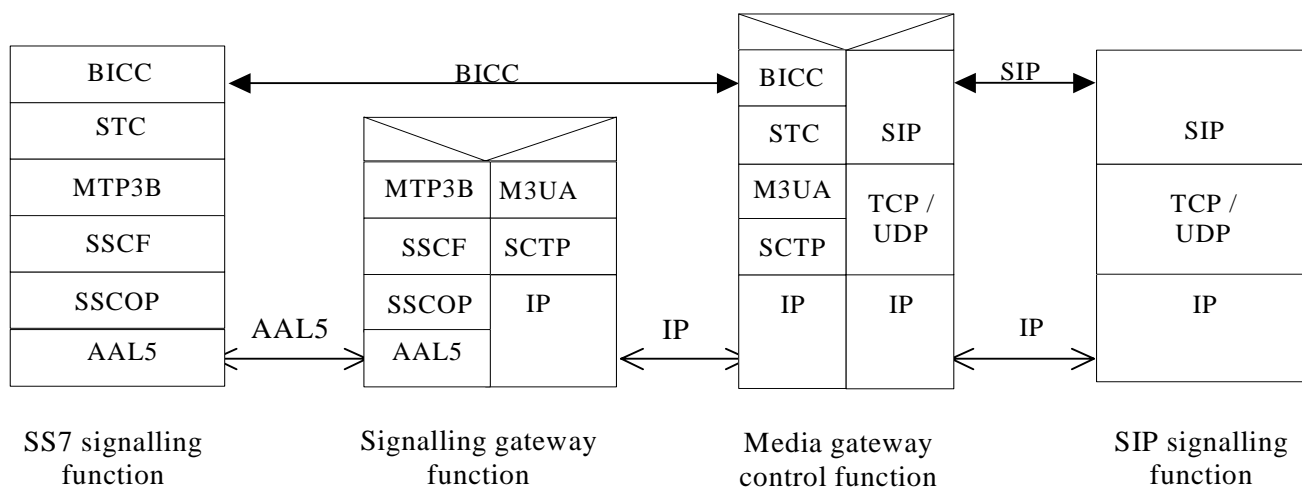 BICC
STC
MTP3B
SSCF
SSCOP
AAL5
BICC
AAL5
MTP3B M3UA
SSCF SCTP
SSCOP IP
AAL5
IP
BICC
STC
M3UA
SCTP
IP
SIP
TCP /
UDP
IP
SIP
IP
SIP
TCP /
UDP
IP
SS7 signalling
function
Signalling gateway
function
Media gateway
control function
SIP signalling
function